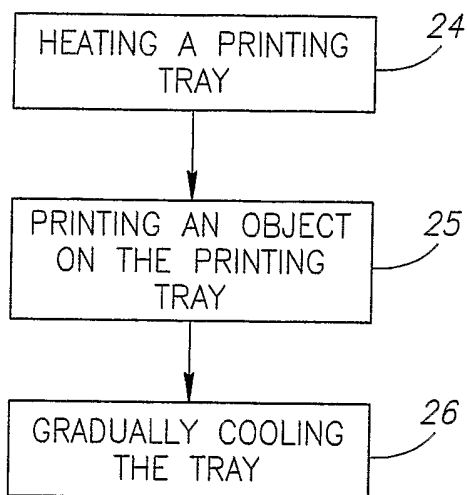 HEATING A PRINTING
TRAY
24
PRINTING AN OBJECT
ON THE PRINTING
TRAY
25
GRADUALLY COOLING
THE TRAY
26